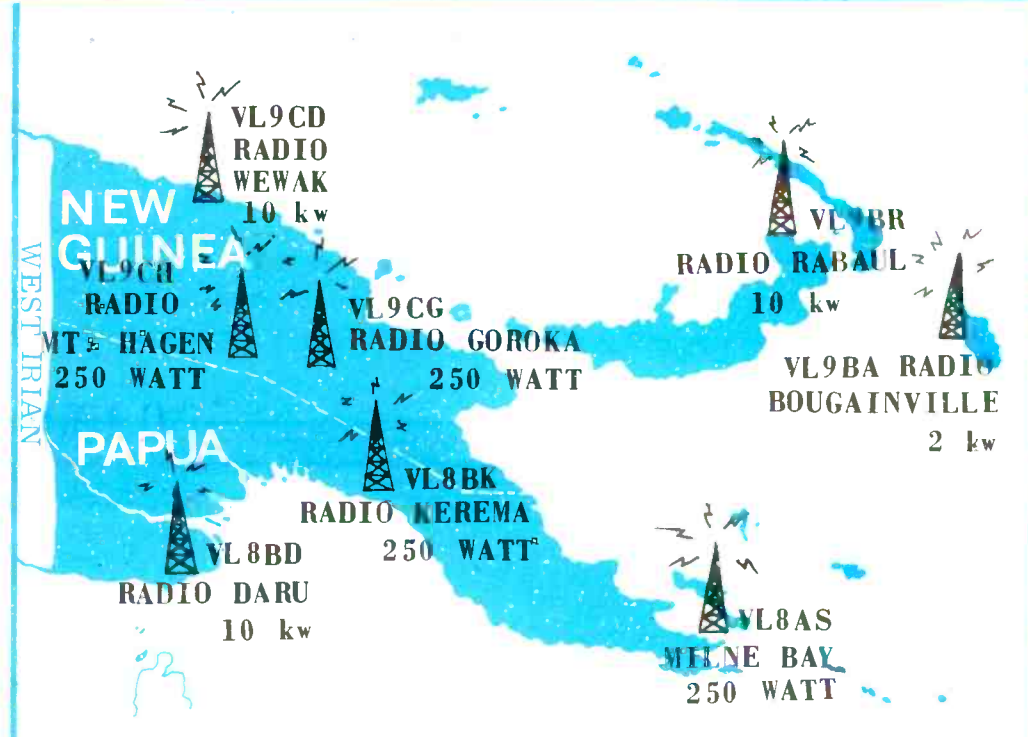 VL9CD
RADIO
WEWAK
10 kw
NEW
GUINEA
VL9CH
RADIO
MT. HAGEN
250 WATT
VL9CG
RADIO GOROKA
250 WATT
VL9BR
RADIO RABAUL
10 kw
VL9BA RADIO
BOUGAINVILLE
2 kw
WEST IRIAN
PAPUA
VL8BK
RADIO KEREMA
250 WATT
VL8BD
RADIO DARU
10 kw
VL8AS
MILNE BAY
250 WATT